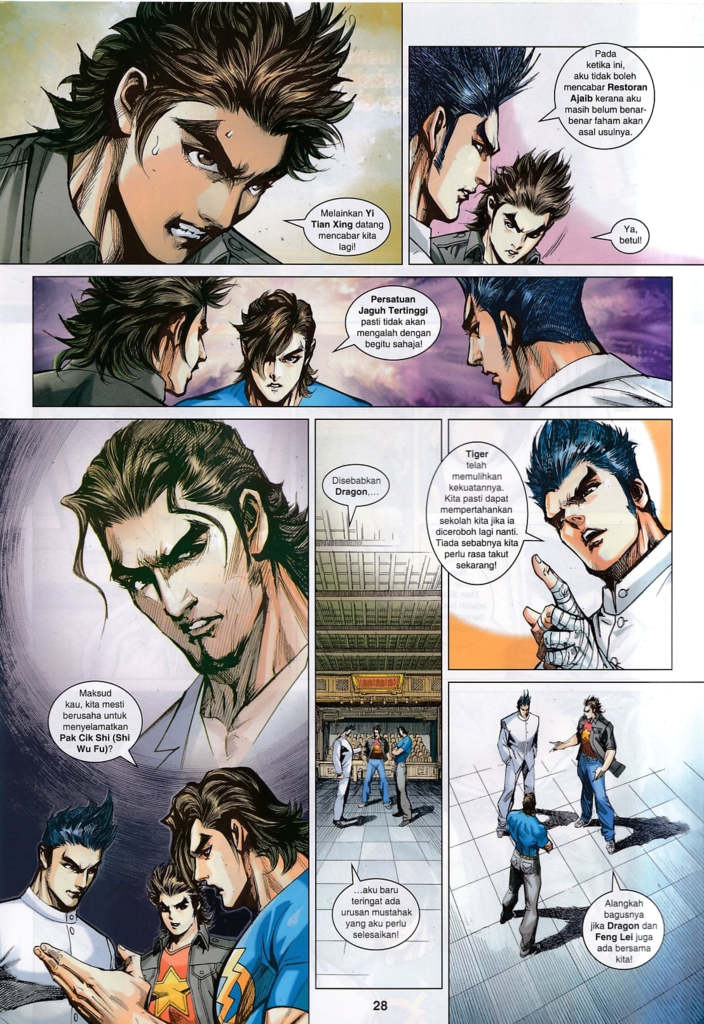 Melainkan Yi
Tian Xing datang
mencabar kita
lagi!
Pada
ketika ini,
aku tidak boleh
mencabar Restoran
Ajaib kerana aku
masih belum benar-
benar faham akan
asal usulnya.
Ya,
betul!
Persatuan
Jaguh Tertinggi
pasti tidak akan
mengalah dengan
begitu sahaja!
Maksud
kau, kita mesti
berusaha untuk
menyelamatkan
Pak Cik Shi (Shi
Wu Fu)?
Disebabkan
Dragon,...
...aku baru
teringat ada
urusan mustahak
yang aku perlu
selesaikan!
Tiger
telah
memulihkan
kekuatannya.
Kita pasti dapat
mempertahankan
sekolah kita jika ia
diceroboh lagi nanti.
Tiada sebabnya kita
perlu rasa takut
sekarang!
Alangkah
bagusnya
jika Dragon dan
Feng Lei juga
ada bersama
kita!
28